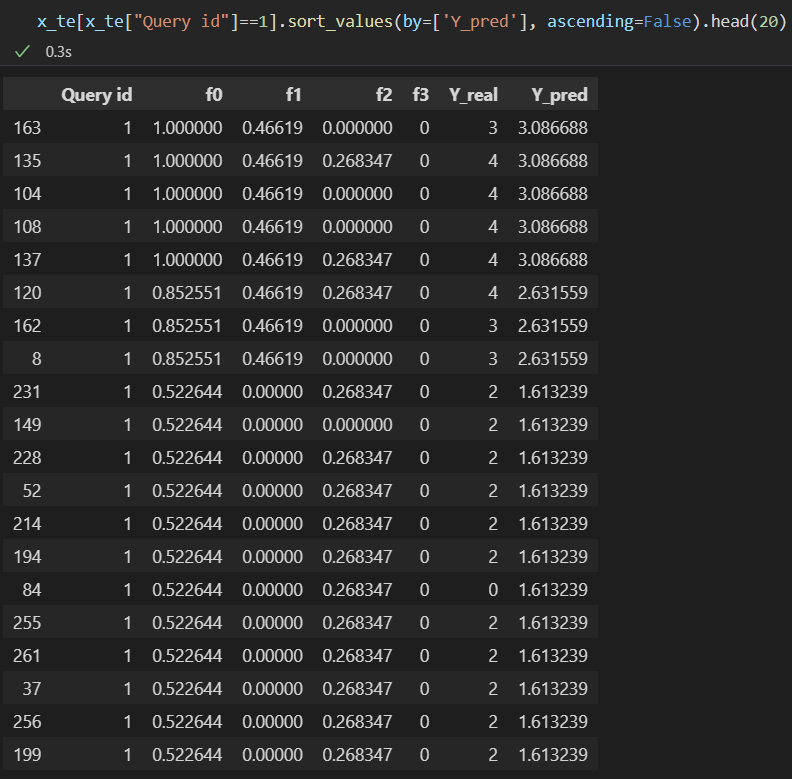 x_te[x_te["Query id"]==1].sort_values(by=['Y_pred'], ascending=False).head(20)
✓ 0.3s
Query id f0 f1 f2 f3 Y_real Y_pred
163 1 1.000000 0.46619 0.000000 0 3 3.086688
135 1 1.000000 0.46619 0.268347 0 4 3.086688
104 1 1.000000 0.46619 0.000000 0 4 3.086688
108 1 1.000000 0.46619 0.000000 0 4 3.086688
137 1 1.000000 0.46619 0.268347 0 4 3.086688
120 1 0.852551 0.46619 0.268347 0 4 2.631559
162 1 0.852551 0.46619 0.000000 0 3 2.631559
8 1 0.852551 0.46619 0.000000 0 3 2.631559
231 1 0.522644 0.00000 0.268347 0 2 1.613239
149 1 0.522644 0.00000 0.000000 0 2 1.613239
228 1 0.522644 0.00000 0.268347 0 2 1.613239
52 1 0.522644 0.00000 0.268347 0 2 1.613239
214 1 0.522644 0.00000 0.268347 0 2 1.613239
194 1 0.522644 0.00000 0.268347 0 2 1.613239
84 1 0.522644 0.00000 0.268347 0 0 1.613239
255 1 0.522644 0.00000 0.268347 0 2 1.613239
261 1 0.522644 0.00000 0.268347 0 2 1.613239
37 1 0.522644 0.00000 0.268347 0 2 1.613239
256 1 0.522644 0.00000 0.268347 0 2 1.613239
199 1 0.522644 0.00000 0.268347 0 2 1.613239